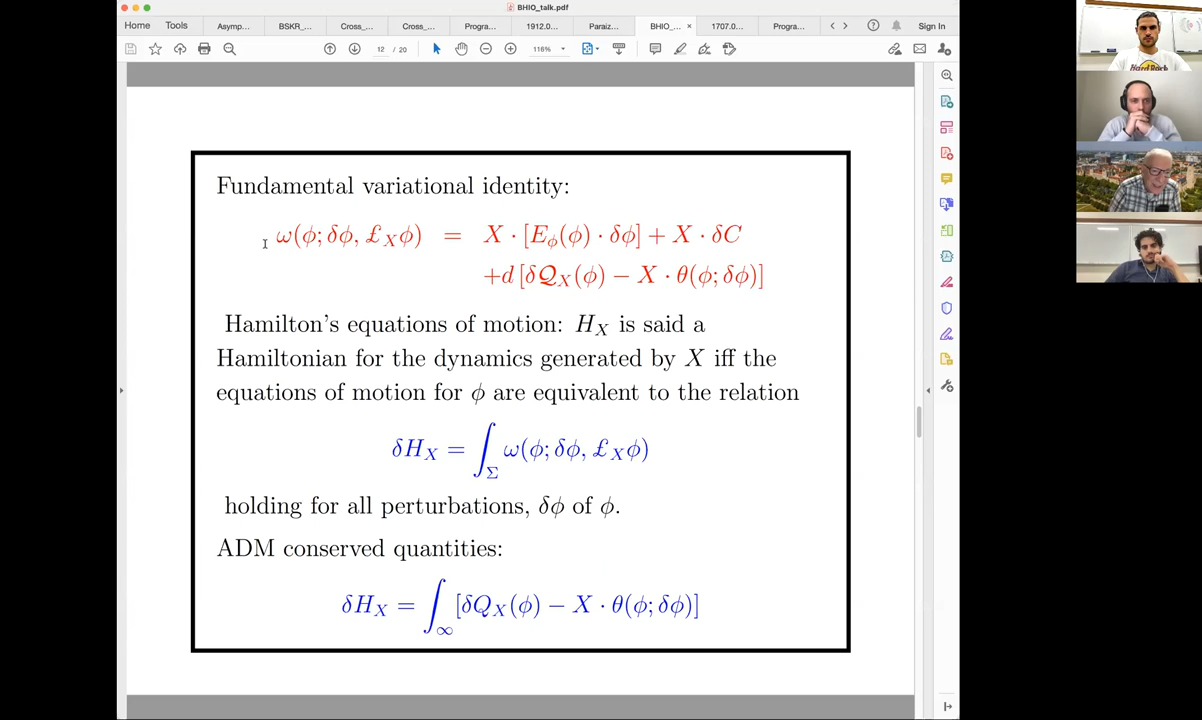 BHIO_talk.pdf
Home Tools Asymp... BSKR_... Cross_... Cross_... Progra... 1912.0... Paraiz... BHIO_... × 1707.0... Progra... Sign In
12 / 20 116%
Fundamental variational identity:
ω(ϕ; δϕ, £_Xϕ) = X · [E_ϕ(ϕ) · δϕ] + X · δC
+d [δ𝒬_X(ϕ) − X · θ(ϕ; δϕ)]
Hamilton's equations of motion: H_X is said a
Hamiltonian for the dynamics generated by X iff the
equations of motion for ϕ are equivalent to the relation
δH_X = ∫_Σ ω(ϕ; δϕ, £_Xϕ)
holding for all perturbations, δϕ of ϕ.
ADM conserved quantities:
δH_X = ∫_∞ [δQ_X(ϕ) − X · θ(ϕ; δϕ)]
Hard Rock